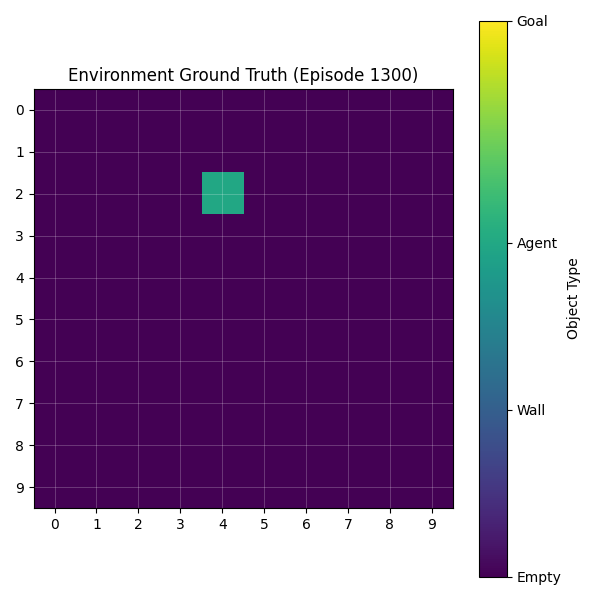 Environment Ground Truth (Episode 1300)
0
1
2
3
4
5
6
7
8
9
0 1 2 3 4 5 6 7 8 9
Goal
Agent
Wall
Empty
Object Type